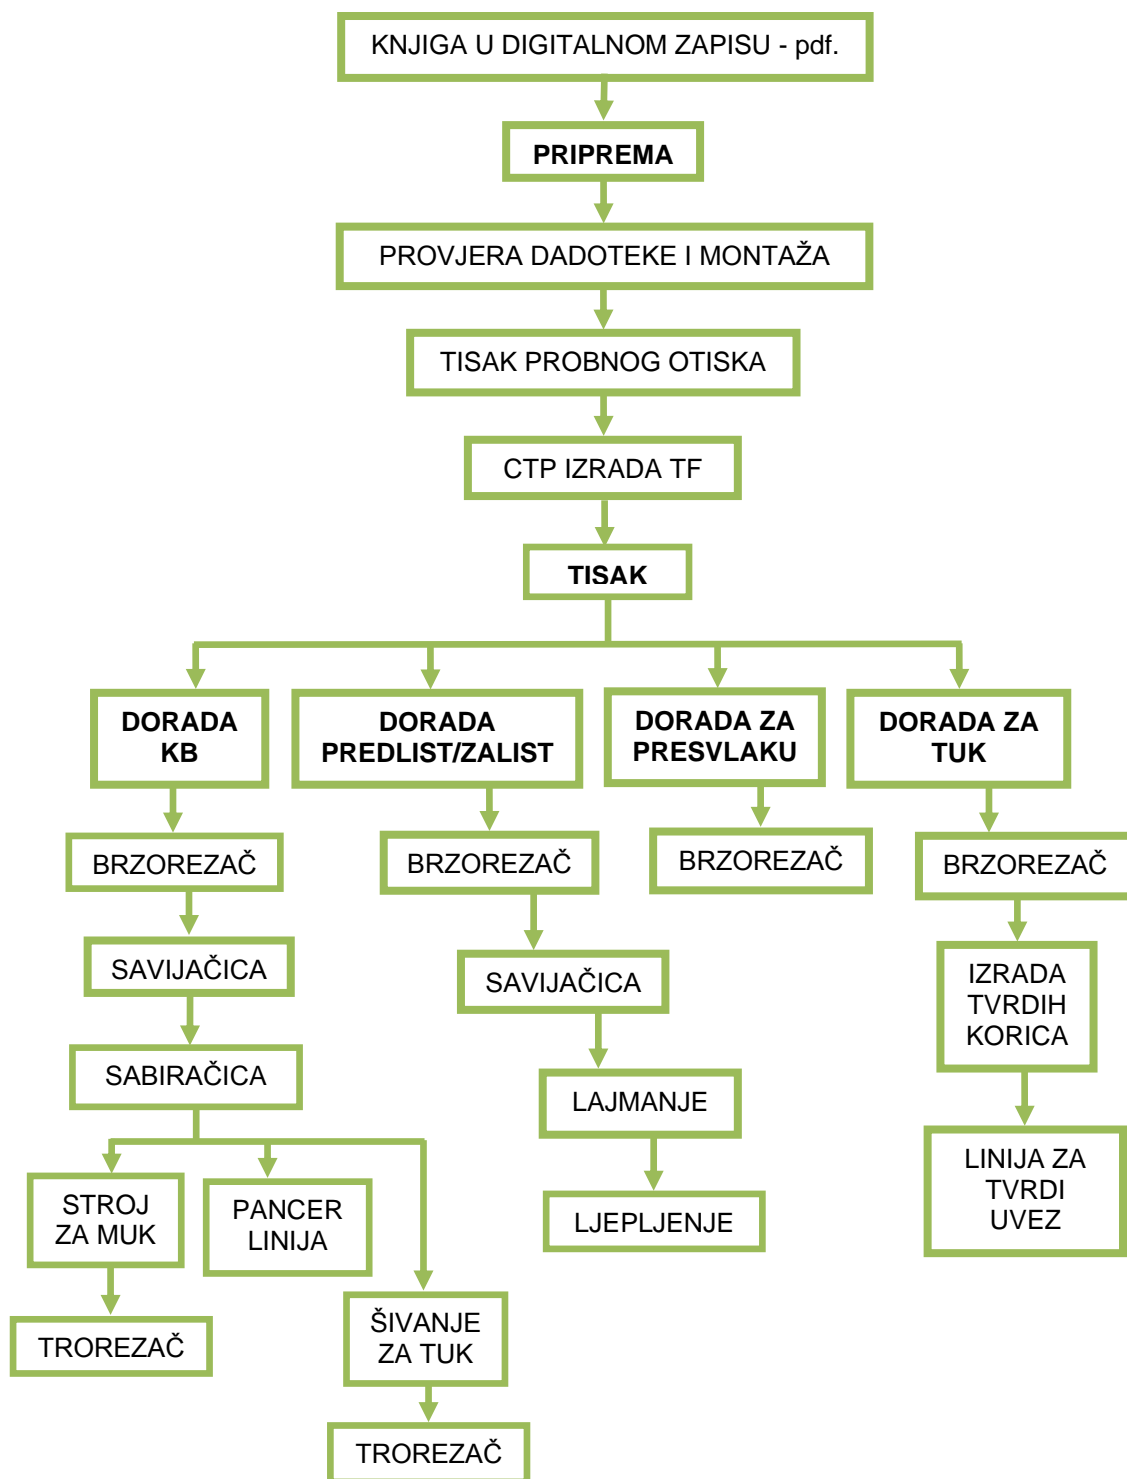 KNJIGA U DIGITALNOM ZAPISU - pdf.
PRIPREMA
PROVJERA DADOTEKE I MONTAŽA
TISAK PROBNOG OTISKA
CTP IZRADA TF
TISAK
DORADA
KB
DORADA
PREDLIST/ZALIST
DORADA ZA
PRESVLAKU
DORADA ZA
TUK
BRZOREZAČ
BRZOREZAČ
BRZOREZAČ
BRZOREZAČ
SAVIJAČICA
SAVIJAČICA
IZRADA
TVRDIH
KORICA
SABIRAČICA
LAJMANJE
STROJ
ZA MUK
PANCER
LINIJA
LJEPLJENJE
LINIJA ZA
TVRDI
UVEZ
TROREZAČ
ŠIVANJE
ZA TUK
TROREZAČ